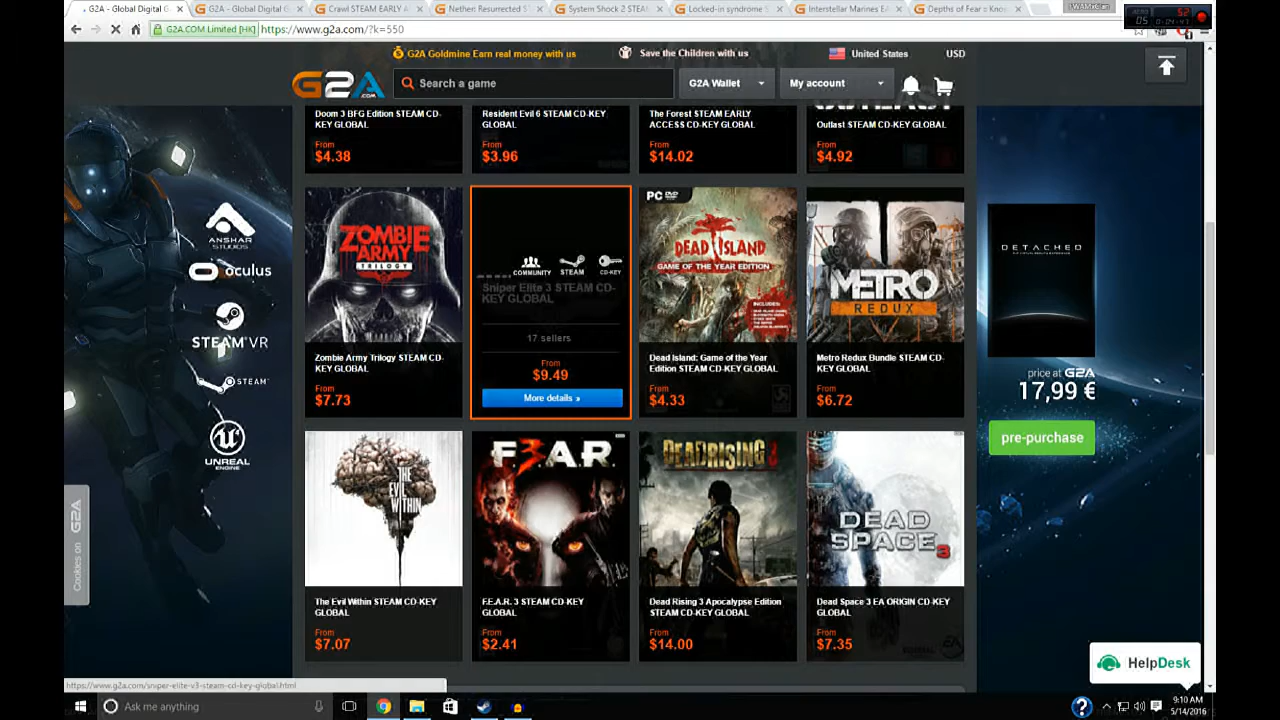 G2A - Global Digital G
G2A - Global Digital G
Crawl STEAM EARLY A
Nether: Resurrected S
System Shock 2 STEAM
Locked-in syndrome
Interstellar Marines EA
Depths of Fear :: Knos
52
05
G2A.COM Limited [HK]
https://www.g2a.com/?k=550
G2A Goldmine Earn real money with us
Save the Children with us
United States
USD
G2A.COM
Search a game
G2A Wallet
My account
Doom 3 BFG Edition STEAM CD-
KEY GLOBAL
From
$4.38
Resident Evil 6 STEAM CD-KEY
GLOBAL
From
$3.96
The Forest STEAM EARLY
ACCESS CD-KEY GLOBAL
From
$14.02
Outlast STEAM CD-KEY GLOBAL
From
$4.92
ZOMBIE
ARMY
TRILOGY
Zombie Army Trilogy STEAM CD-
KEY GLOBAL
From
$7.73
COMMUNITY
STEAM
CD-KEY
Sniper Elite 3 STEAM CD-
KEY GLOBAL
17 sellers
From
$9.49
More details »
PC DVD
DEAD ISLAND
GAME OF THE YEAR EDITION
INCLUDES:
Dead Island: Game of the Year
Edition STEAM CD-KEY GLOBAL
From
$4.33
METRO
REDUX
Metro Redux Bundle STEAM CD-
KEY GLOBAL
From
$6.72
THE
EVIL
WITHIN
The Evil Within STEAM CD-KEY
GLOBAL
From
$7.07
F3AR
F.E.A.R. 3 STEAM CD-KEY
GLOBAL
From
$2.41
DEADRISING 3
Dead Rising 3 Apocalypse Edition
STEAM CD-KEY GLOBAL
From
$14.00
DEAD
SPACE 3
Dead Space 3 EA ORIGIN CD-KEY
GLOBAL
From
$7.35
ANSHAR
STUDIOS
oculus
STEAM VR
STEAM
UNREAL
ENGINE
Cookies on G2A
DETACHED
price at G2A
17,99 €
pre-purchase
HelpDesk
https://www.g2a.com/sniper-elite-v3-steam-cd-key-global.html
Ask me anything
9:10 AM
5/14/2016